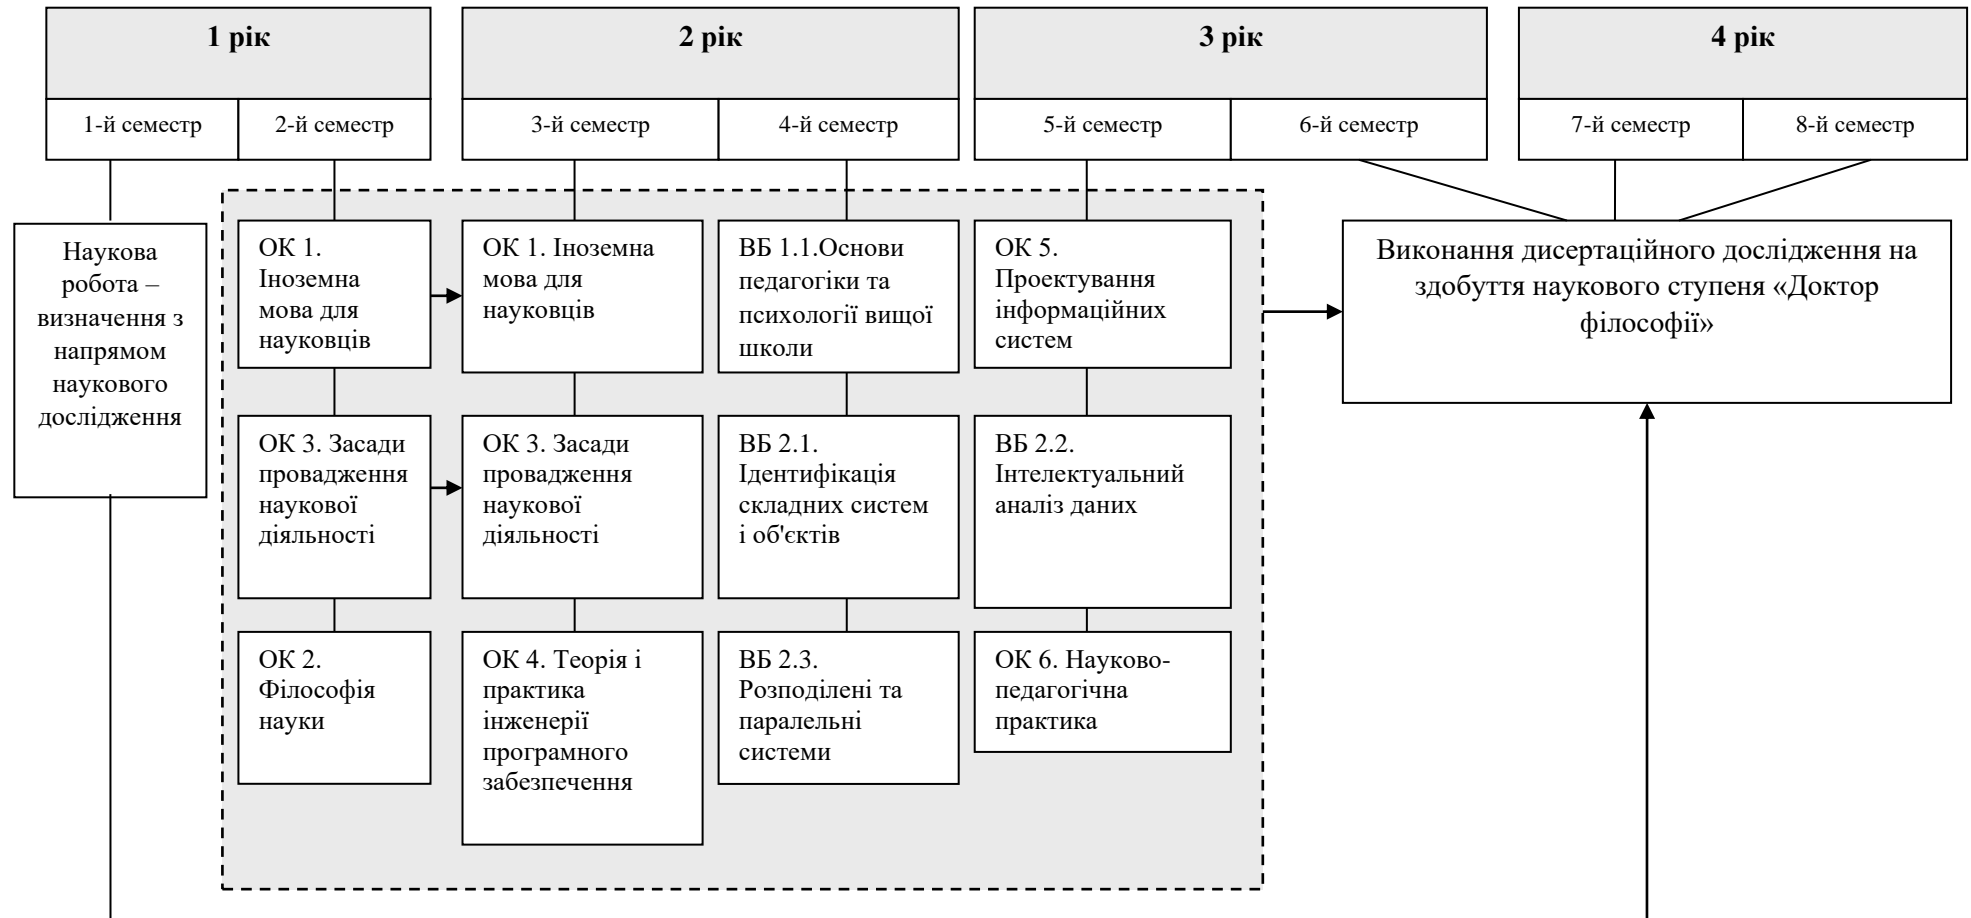 1 рік
2 рік
3 рік
4 рік
1-й семестр
2-й семестр
3-й семестр
4-й семестр
5-й семестр
6-й семестр
7-й семестр
8-й семестр
Наукова
робота –
визначення з
напрямом
наукового
дослідження
ОК 1.
Іноземна
мова для
науковців
ОК 3. Засади
провадження
наукової
діяльності
ОК 2.
Філософія
науки
ОК 1. Іноземна
мова для
науковців
ОК 3. Засади
провадження
наукової
діяльності
ОК 4. Теорія і
практика
інженерії
програмного
забезпечення
ВБ 1.1.Основи
педагогіки та
психології вищої
школи
ВБ 2.1.
Ідентифікація
складних систем
і об'єктів
ВБ 2.3.
Розподілені та
паралельні
системи
ОК 5.
Проектування
інформаційних
систем
ВБ 2.2.
Інтелектуальний
аналіз даних
ОК 6. Науково-
педагогічна
практика
Виконання дисертаційного дослідження на
здобуття наукового ступеня «Доктор
філософії»